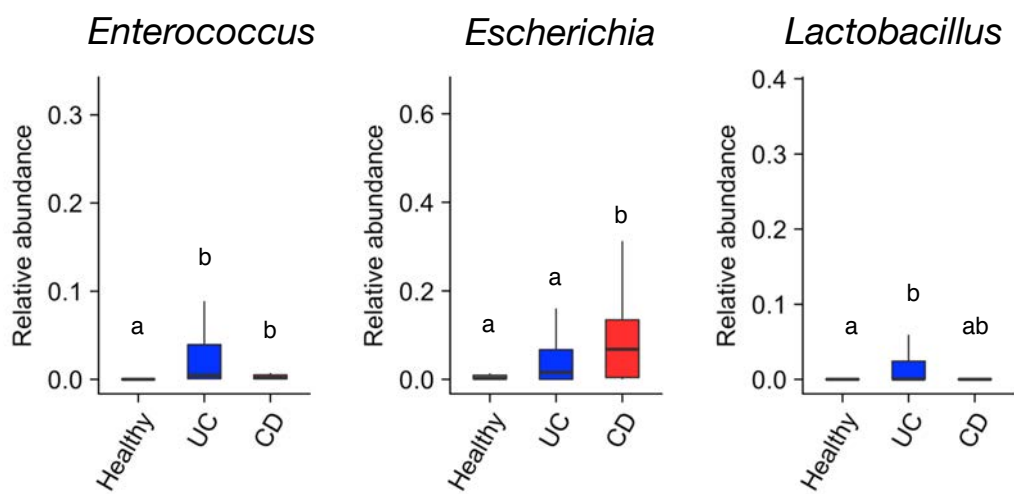 Enterococcus
Relative abundance
0.3
0.2
0.1
0.0
a
b
b
Healthy
UC
CD
Escherichia
Relative abundance
0.6
0.4
0.2
0.0
a
a
b
Healthy
UC
CD
Lactobacillus
Relative abundance
0.4
0.3
0.2
0.1
0.0
a
b
ab
Healthy
UC
CD